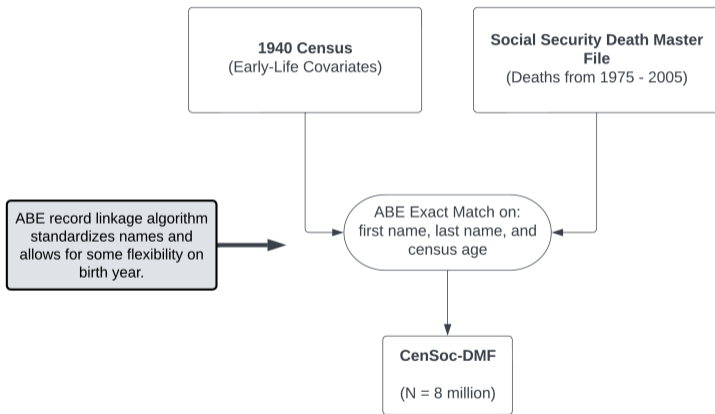 1940 Census
(Early-Life Covariates)
Social Security Death Master
File
(Deaths from 1975 - 2005)
ABE record linkage algorithm
standardizes names and
allows for some flexibility on
birth year.
ABE Exact Match on:
first name, last name, and
census age
CenSoc-DMF
(N = 8 million)